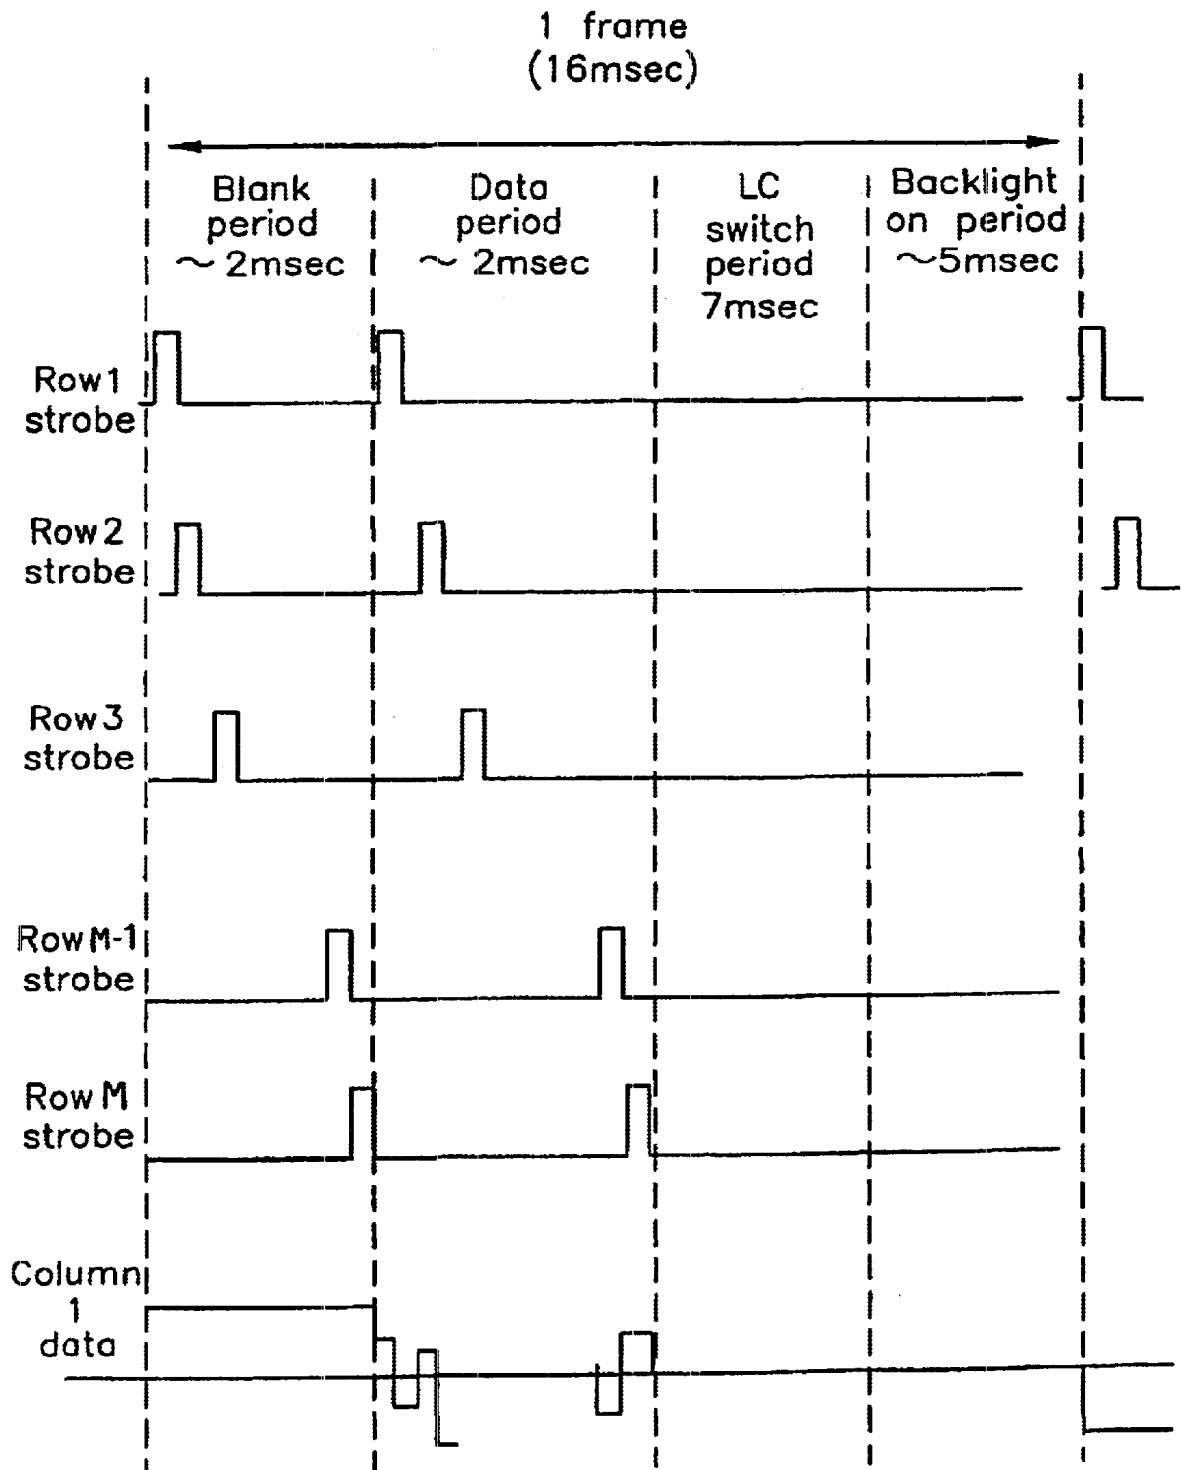 1 frame
(16msec)
Blank
period
~ 2msec
Data
period
~ 2msec
LC
switch
period
7msec
Backlight
on period
~5msec
Row 1
strobe
Row 2
strobe
Row 3
strobe
Row M-1
strobe
Row M
strobe
Column
1
data